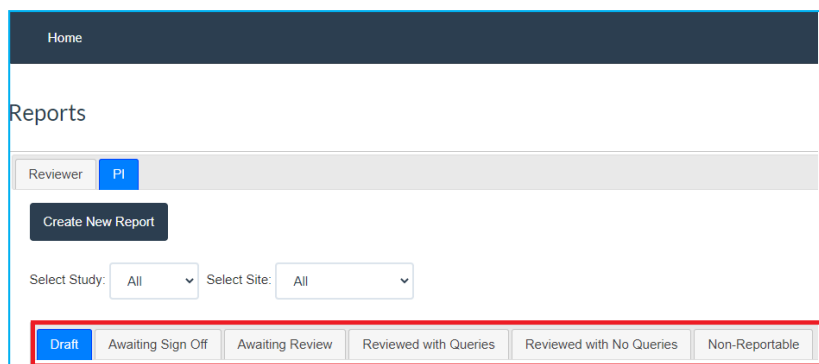 Home
Reports
Reviewer PI
Create New Report
Select Study: All Select Site: All
Draft Awaiting Sign Off Awaiting Review Reviewed with Queries Reviewed with No Queries Non-Reportable